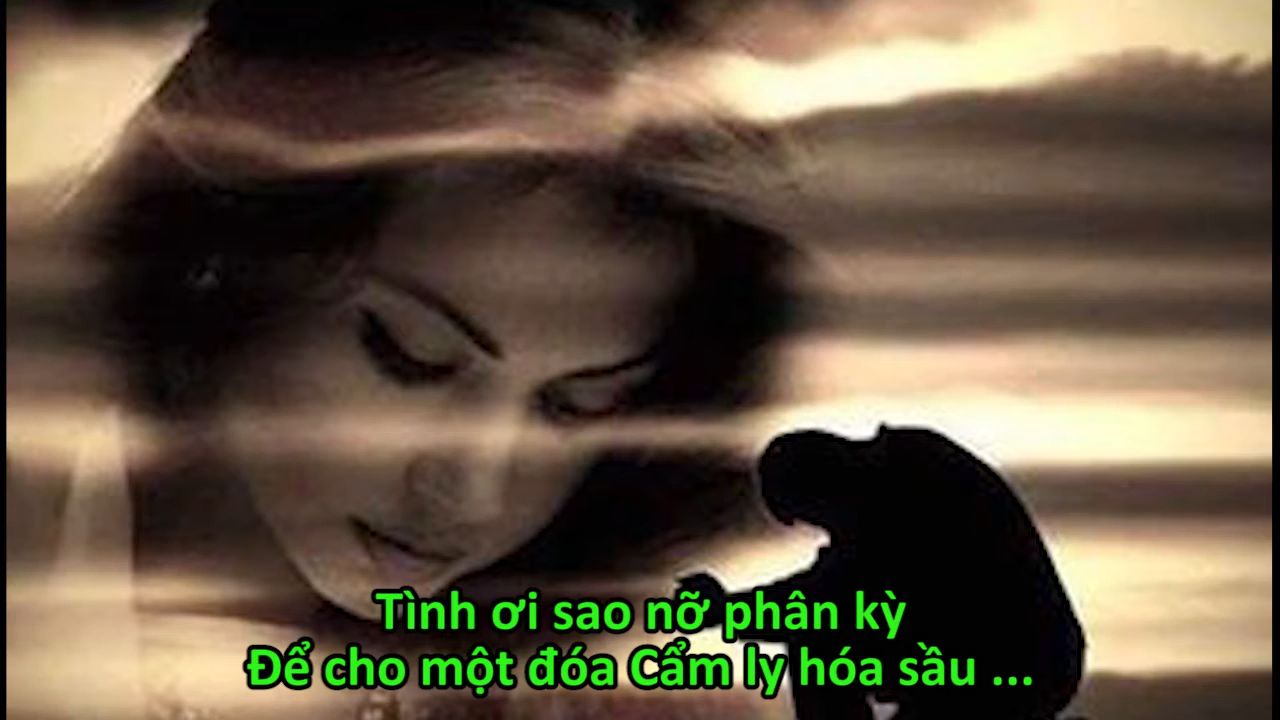 Tình ơi sao nỡ phân kỳ
Để cho một đóa Cẩm ly hóa sầu ...